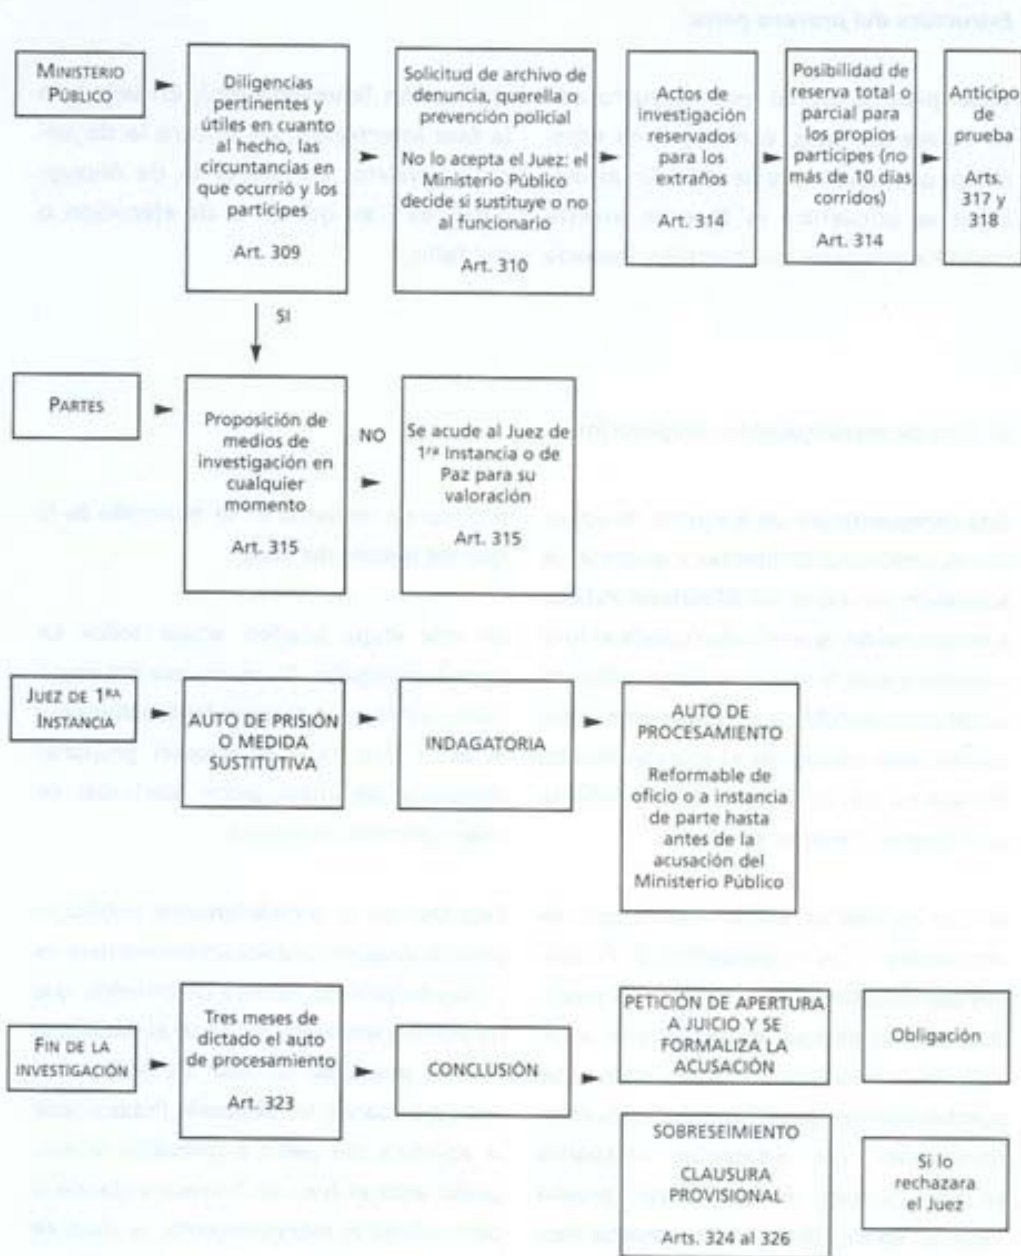 MINISTERIO
PÚBLICO
Diligencias
pertinentes y
útiles en cuanto
al hecho, las
circuntancias en
que ocurrió y los
partícipes
Art. 309
Solicitud de archivo de
denuncia, querella o
prevención policial
No lo acepta el Juez: el
Ministerio Público
decide si sustituye o no
al funcionario
Art. 310
Actos de
investigación
reservados
para los
extraños
Art. 314
Posibilidad de
reserva total o
parcial para
los propios
partícipes (no
más de 10 días
corridos)
Art. 314
Anticipo
de
prueba
Arts.
317 y
318
SI
PARTES
Proposición de
medios de
investigación en
cualquier
momento
Art. 315
NO
Se acude al Juez de
1ra Instancia o de
Paz para su
valoración
Art. 315
JUEZ DE 1RA
INSTANCIA
AUTO DE PRISIÓN
O MEDIDA
SUSTITUTIVA
INDAGATORIA
AUTO DE
PROCESAMIENTO
Reformable de
oficio o a instancia
de parte hasta
antes de la
acusación del
Ministerio Público
FIN DE LA
INVESTIGACIÓN
Tres meses de
dictado el auto
de procesamiento
Art. 323
CONCLUSIÓN
PETICIÓN DE APERTURA
A JUICIO Y SE
FORMALIZA LA
ACUSACIÓN
Obligación
SOBRESEIMIENTO
CLAUSURA
PROVISIONAL
Arts. 324 al 326
Si lo
rechazara
el Juez